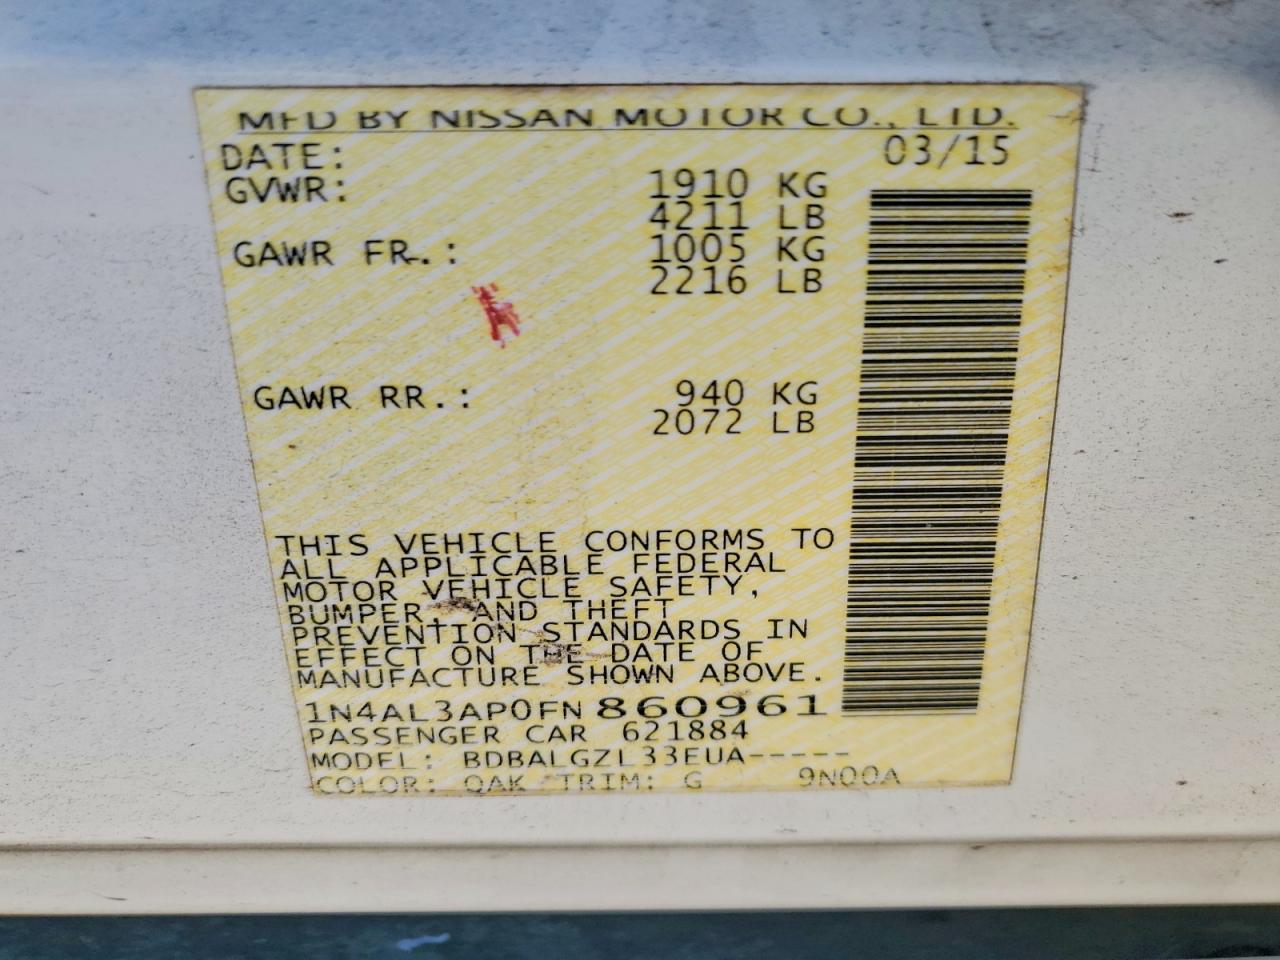 MFD BY NISSAN MOTOR CO., LTD.
DATE: 03/15
GVWR: 1910 KG
4211 LB
GAWR FR.: 1005 KG
2216 LB
GAWR RR.: 940 KG
2072 LB
THIS VEHICLE CONFORMS TO
ALL APPLICABLE FEDERAL
MOTOR VEHICLE SAFETY,
BUMPER, AND THEFT
PREVENTION STANDARDS IN
EFFECT ON THE DATE OF
MANUFACTURE SHOWN ABOVE.
1N4AL3AP0FN 860961
PASSENGER CAR 621884
MODEL: BDBALGZL33EUA-----
COLOR: QAK TRIM: G 9N00A